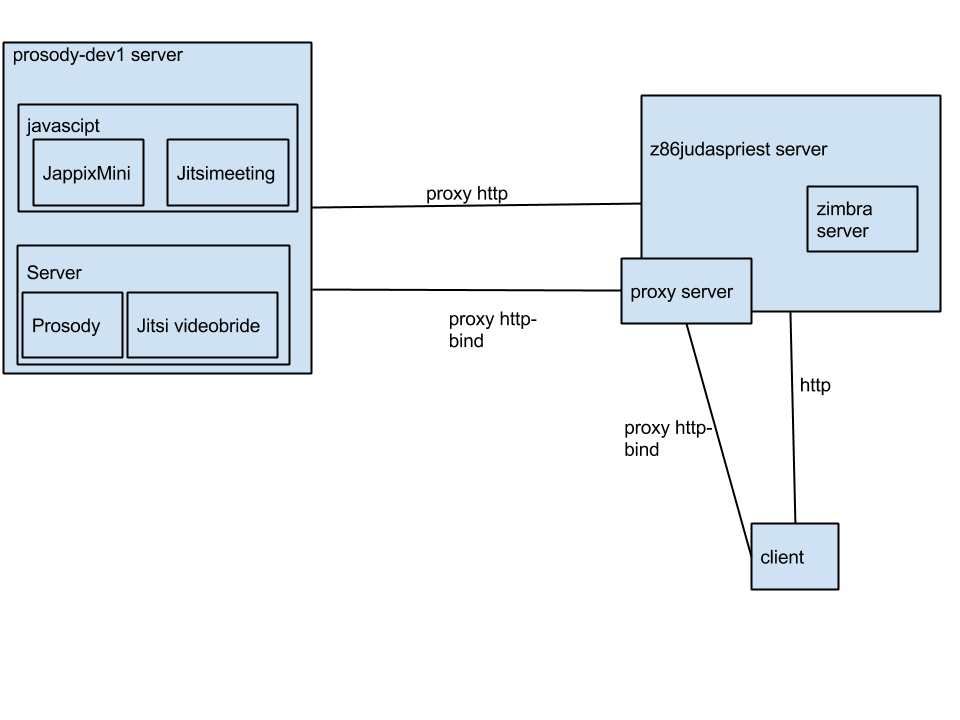 prosody-dev1 server
javascipt
JappixMini
Jitsimeeting
Server
Prosody
Jitsi videobride
proxy http
proxy http-
bind
z86judaspriest server
zimbra
server
proxy server
http
proxy http-
bind
client